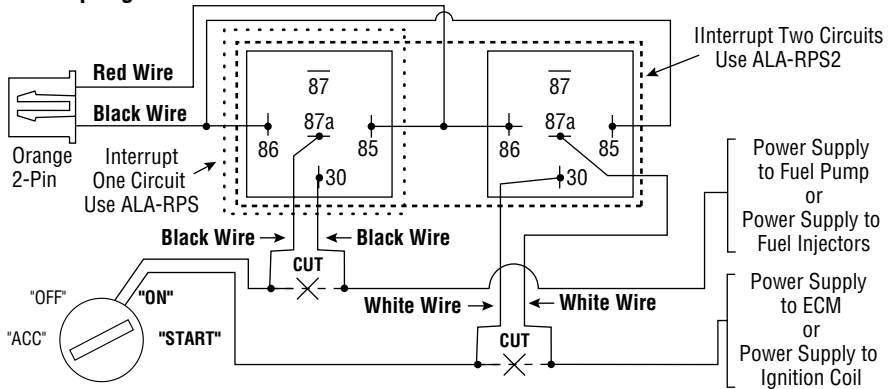 IInterrupt Two Circuits
Use ALA-RPS2
Red Wire
Black Wire
Orange
2-Pin
Interrupt
One Circuit
Use ALA-RPS
87
87a
86
85
30
87
87a
86
85
30
Power Supply
to Fuel Pump
or
Power Supply to
Fuel Injectors
Black Wire
Black Wire
CUT
White Wire
White Wire
CUT
"OFF"
"ON"
"ACC"
"START"
Power Supply
to ECM
or
Power Supply to
Ignition Coil